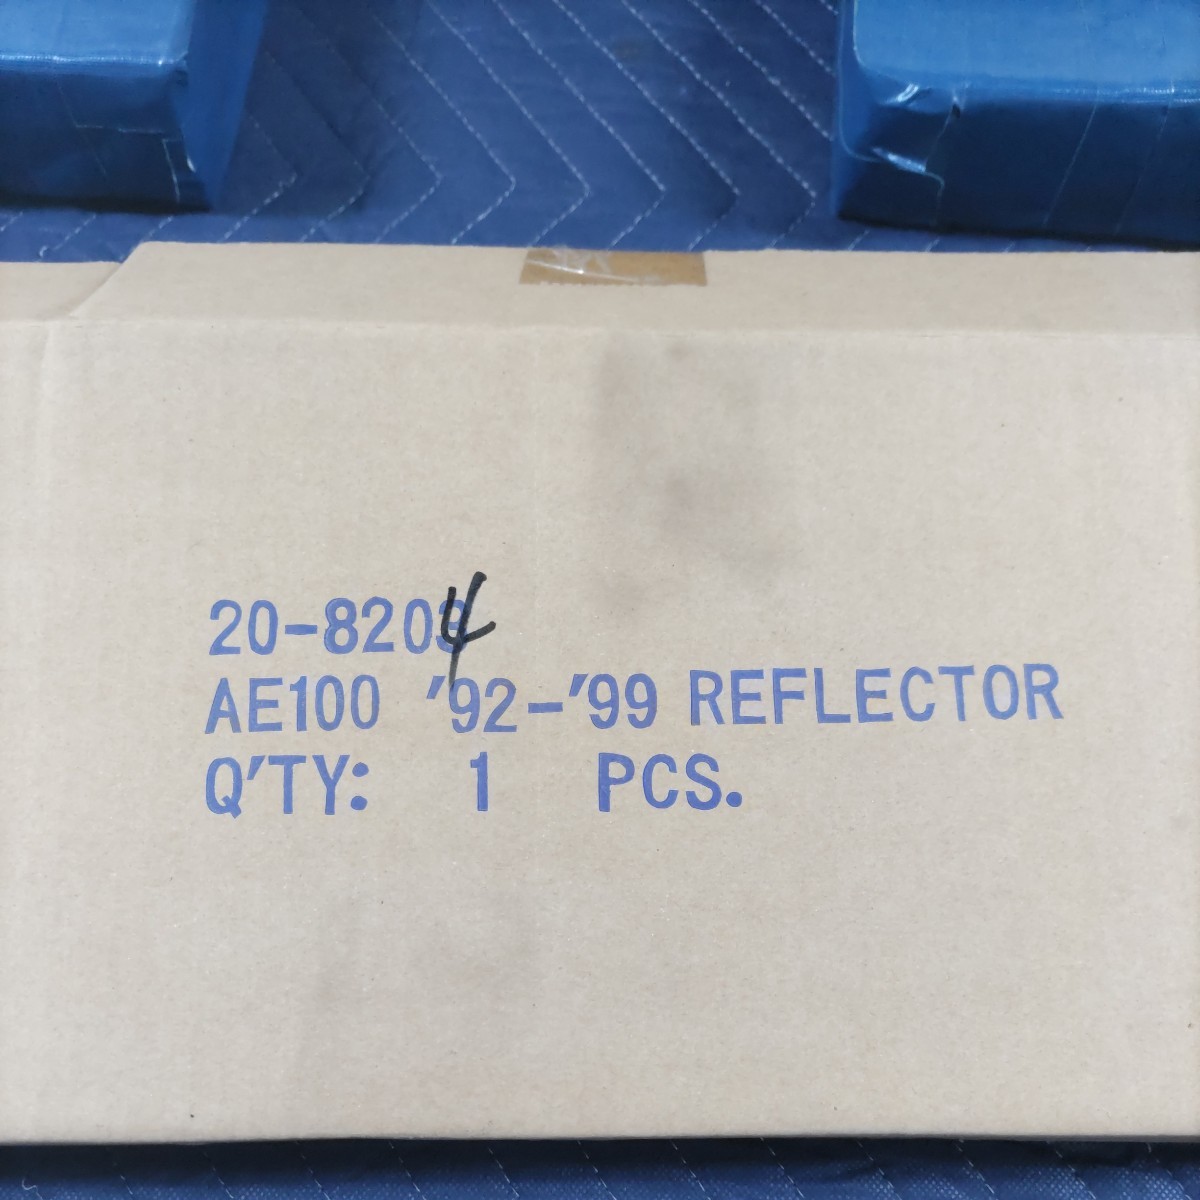 20-8204
AE100 '92-'99 REFLECTOR
Q'TY: 1 PCS.